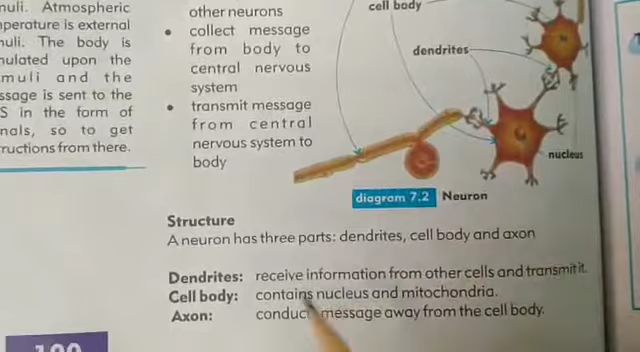 muli. Atmospheric
mperature is external
muli. The body is
mulated upon the
muli and the
ssage is sent to the
S in the form of
nals, so to get
tructions from there.
other neurons
• collect message
from body to
central nervous
system
• transmit message
from central
nervous system to
body
cell body
dendrites
nucleus
diagram 7.2 Neuron
Structure
A neuron has three parts: dendrites, cell body and axon
Dendrites: receive information from other cells and transmit it.
Cell body: contains nucleus and mitochondria.
Axon: conduct message away from the cell body.